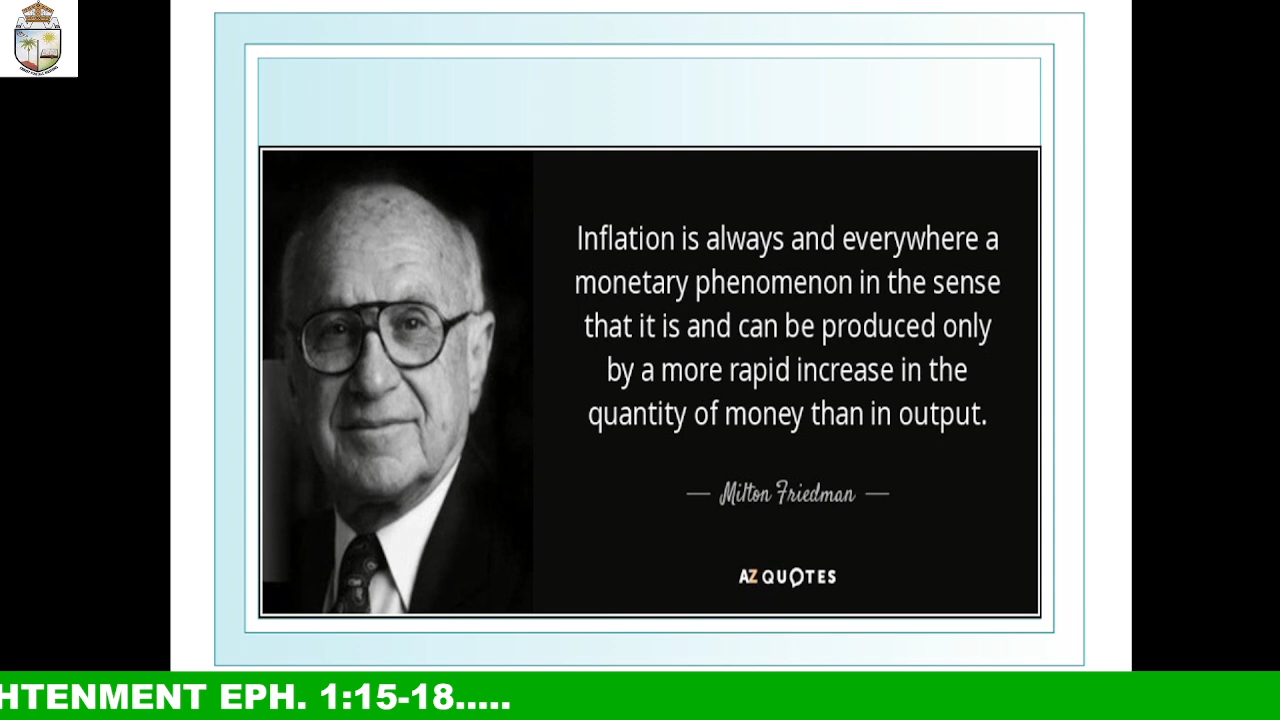 Inflation is always and everywhere a
monetary phenomenon in the sense
that it is and can be produced only
by a more rapid increase in the
quantity of money than in output.
— Milton Friedman —
AZ QUOTES
HTENMENT EPH. 1:15-18.....